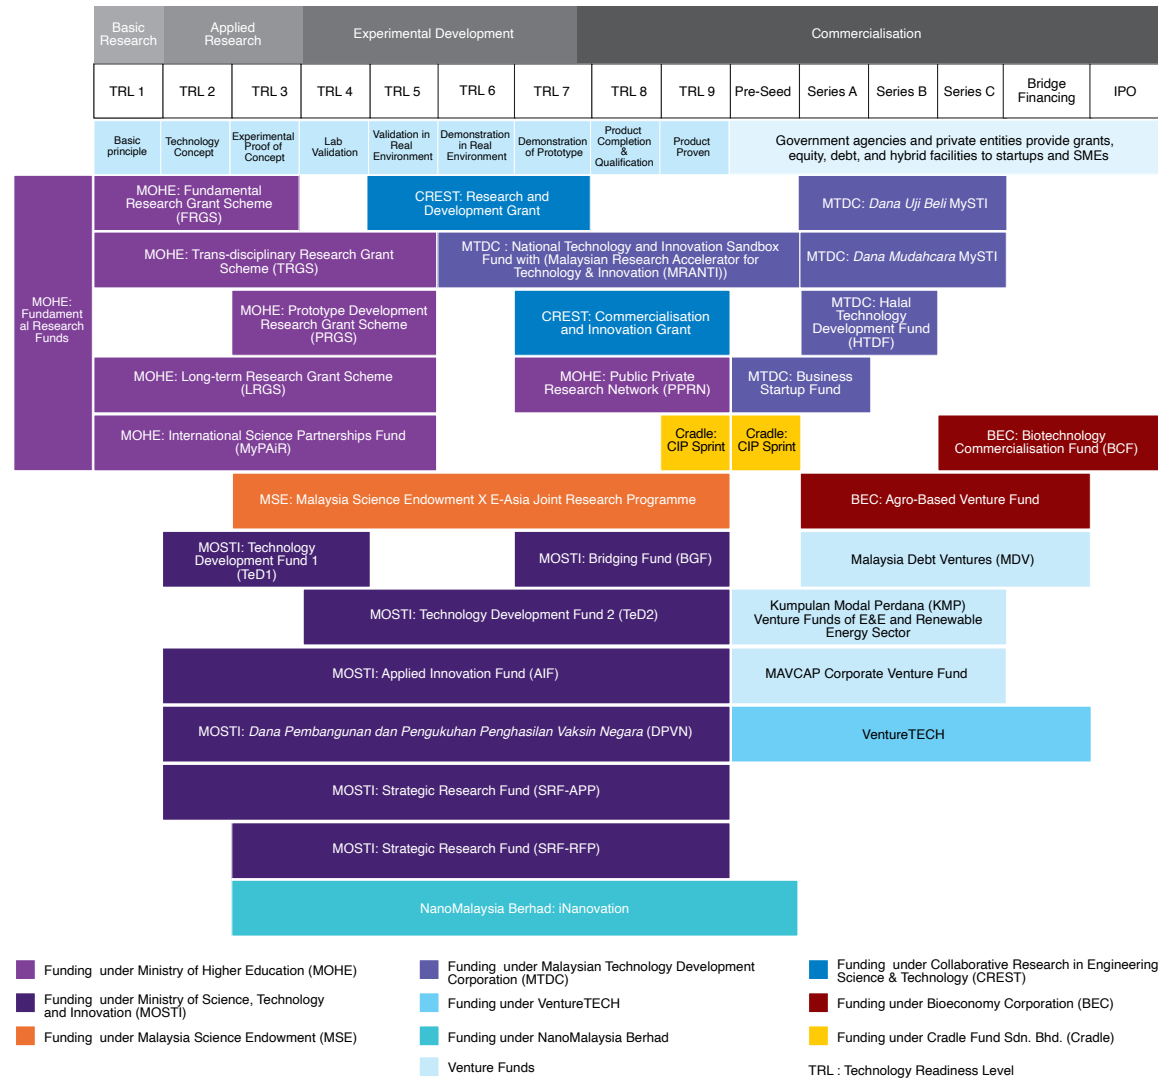 Basic
Research
Applied
Research
Experimental Development
Commercialisation
TRL 1
TRL 2
TRL 3
TRL 4
TRL 5
TRL 6
TRL 7
TRL 8
TRL 9
Pre-Seed
Series A
Series B
Series C
Bridge
Financing
IPO
Basic
principle
Technology
Concept
Experimental
Proof of
Concept
Lab
Validation
Validation in
Real
Environment
Demonstration
in Real
Environment
Demonstration
of Prototype
Product
Completion
&
Qualification
Product
Proven
Government agencies and private entities provide grants,
equity, debt, and hybrid facilities to startups and SMEs
MOHE:
Fundament
al Research
Funds
MOHE: Fundamental
Research Grant Scheme
(FRGS)
CREST: Research and
Development Grant
MTDC: Dana Uji Beli MySTI
MOHE: Trans-disciplinary Research Grant
Scheme (TRGS)
MTDC : National Technology and Innovation Sandbox
Fund with (Malaysian Research Accelerator for
Technology & Innovation (MRANTI))
MTDC: Dana Mudahcara MySTI
MOHE: Prototype Development
Research Grant Scheme
(PRGS)
CREST: Commercialisation
and Innovation Grant
MTDC: Halal
Technology
Development Fund
(HTDF)
MOHE: Long-term Research Grant Scheme
(LRGS)
MOHE: Public Private
Research Network (PPRN)
MTDC: Business
Startup Fund
MOHE: International Science Partnerships Fund
(MyPAiR)
Cradle:
CIP Sprint
Cradle:
CIP Sprint
BEC: Biotechnology
Commercialisation Fund (BCF)
MSE: Malaysia Science Endowment X E-Asia Joint Research Programme
BEC: Agro-Based Venture Fund
MOSTI: Technology
Development Fund 1
(TeD1)
MOSTI: Bridging Fund (BGF)
Malaysia Debt Ventures (MDV)
MOSTI: Technology Development Fund 2 (TeD2)
Kumpulan Modal Perdana (KMP)
Venture Funds of E&E and Renewable
Energy Sector
MOSTI: Applied Innovation Fund (AIF)
MAVCAP Corporate Venture Fund
MOSTI: Dana Pembangunan dan Pengukuhan Penghasilan Vaksin Negara (DPVN)
VentureTECH
MOSTI: Strategic Research Fund (SRF-APP)
MOSTI: Strategic Research Fund (SRF-RFP)
NanoMalaysia Berhad: iNanovation
Funding under Ministry of Higher Education (MOHE)
Funding under Ministry of Science, Technology
and Innovation (MOSTI)
Funding under Malaysia Science Endowment (MSE)
Funding under Malaysian Technology Development
Corporation (MTDC)
Funding under VentureTECH
Funding under NanoMalaysia Berhad
Venture Funds
Funding under Collaborative Research in Engineering
Science & Technology (CREST)
Funding under Bioeconomy Corporation (BEC)
Funding under Cradle Fund Sdn. Bhd. (Cradle)
TRL : Technology Readiness Level